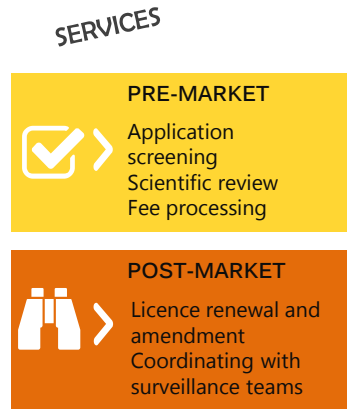 SERVICES
PRE-MARKET
Application
screening
Scientific review
Fee processing
POST-MARKET
Licence renewal and
amendment
Coordinating with
surveillance teams